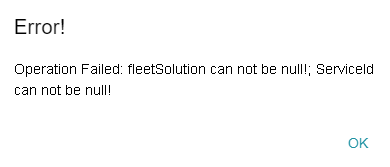 Error!
Operation Failed: fleetSolution can not be null!; ServiceId
can not be null!
OK